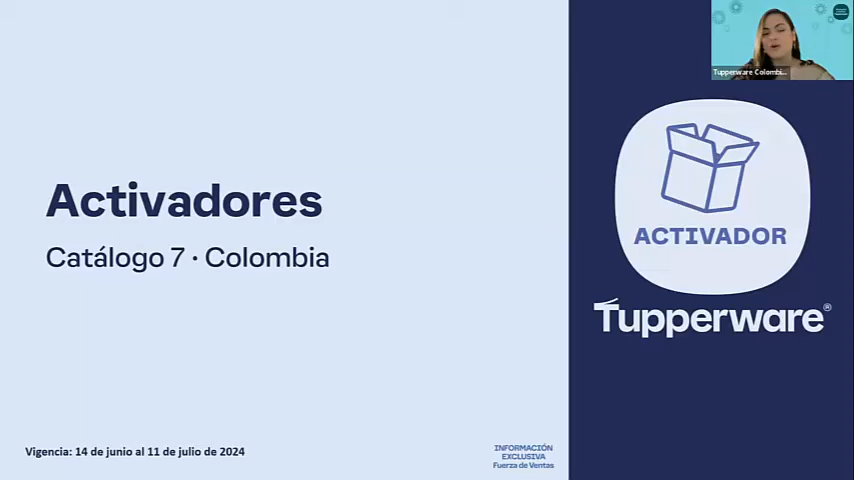 Activadores
Catálogo 7 · Colombia
Vigencia: 14 de junio al 11 de julio de 2024
INFORMACIÓN
EXCLUSIVA
Fuerza de Ventas
Tupperware Colombi...
ACTIVADOR
Tupperware®